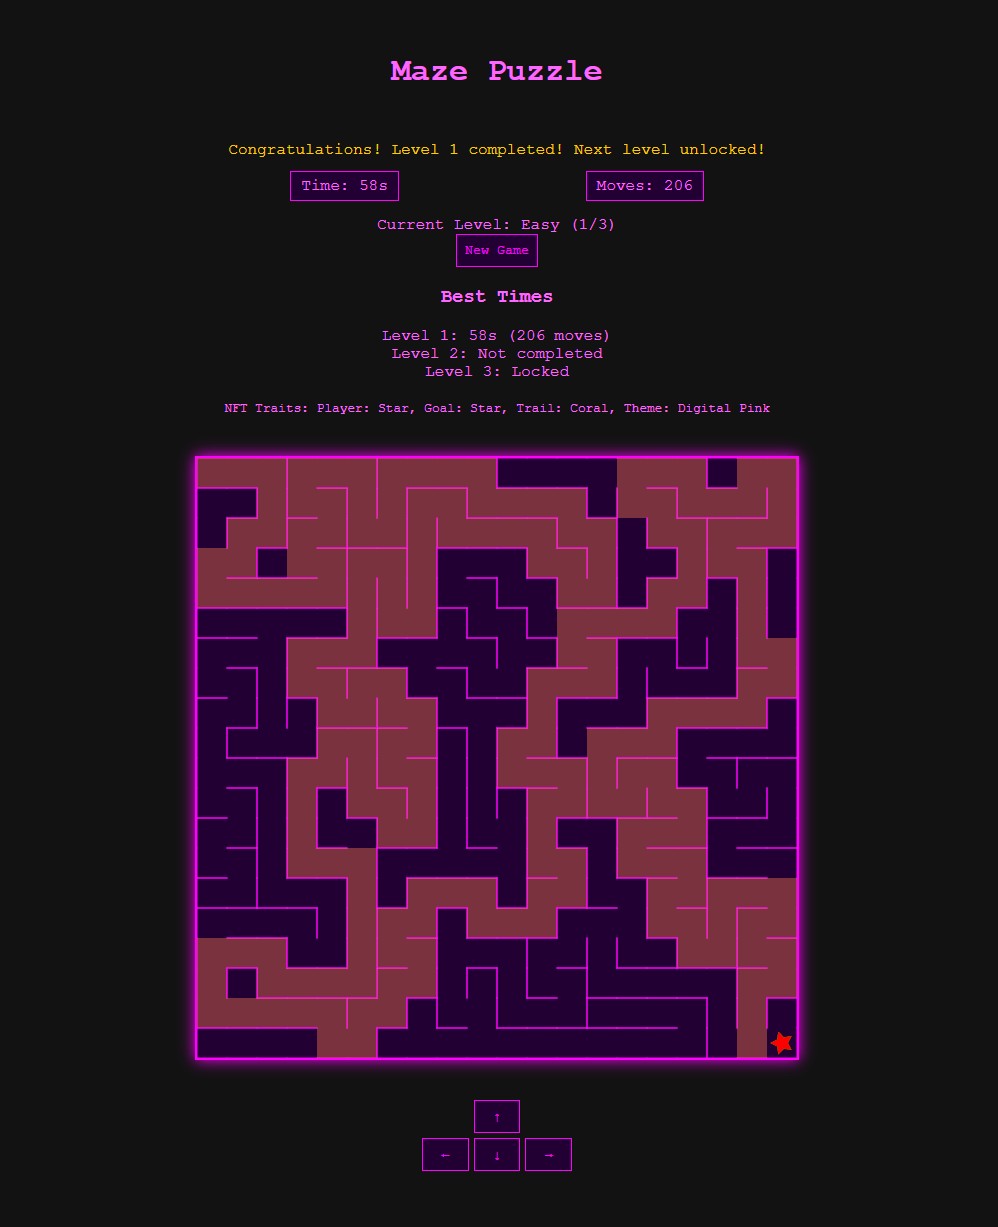 Maze Puzzle
Congratulations! Level 1 completed! Next level unlocked!
Time: 58s
Moves: 206
Current Level: Easy (1/3)
New Game
Best Times
Level 1: 58s (206 moves)
Level 2: Not completed
Level 3: Locked
NFT Traits: Player: Star, Goal: Star, Trail: Coral, Theme: Digital Pink
↑
← ↓ →